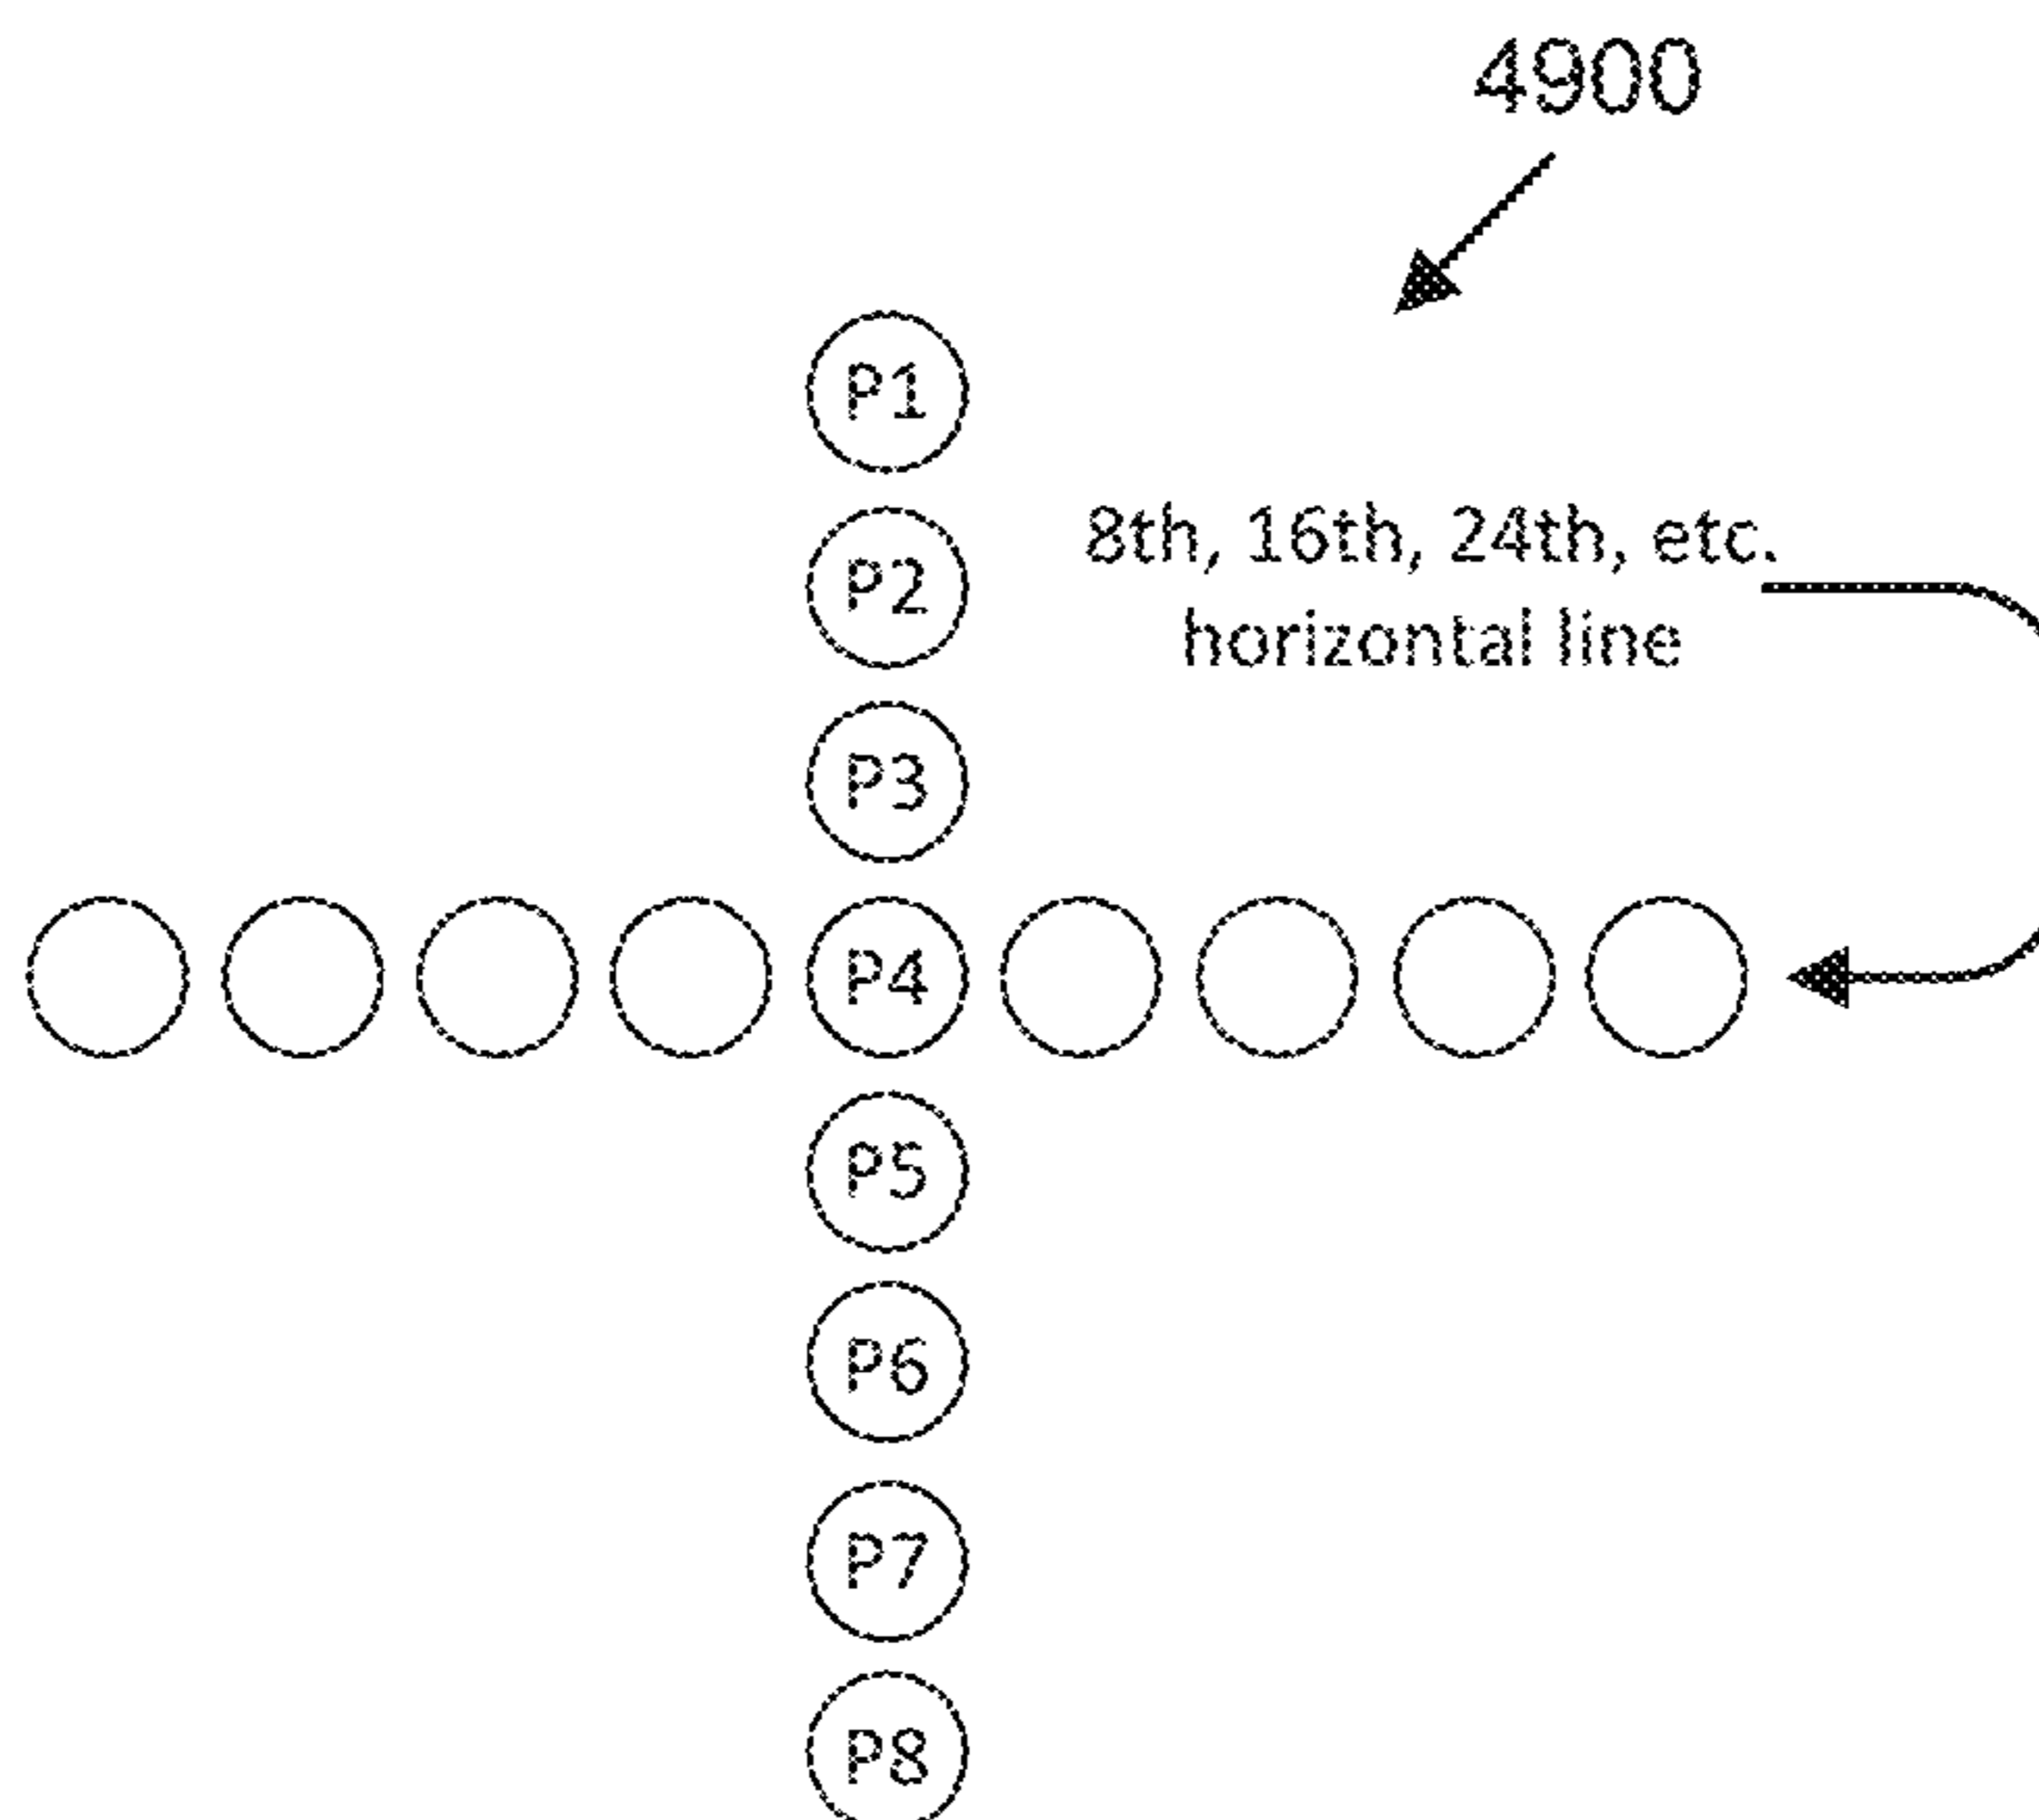 4900
P1
8th, 16th, 24th, etc.
horizontal line
P2
P3
P4
P5
P6
P7
P8